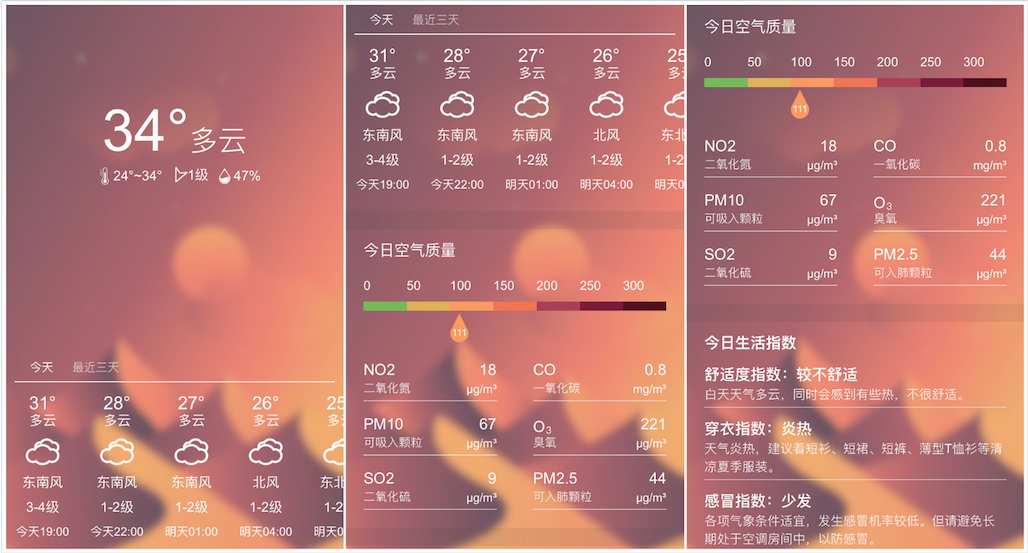 34° 多云
24°~34° 1级 47%
今天 最近三天
31° 28° 27° 26° 25
多云 多云 多云 多云 多
东南风 东南风 东南风 北风 东北
3-4级 1-2级 1-2级 1-2级 1-2
今天19:00 今天22:00 明天01:00 明天04:00 明天0
今天 最近三天
31° 28° 27° 26° 25
多云 多云 多云 多云 多
东南风 东南风 东南风 北风 东北
3-4级 1-2级 1-2级 1-2级 1-2
今天19:00 今天22:00 明天01:00 明天04:00 明天0
今日空气质量
0 50 100 150 200 250 300
111
NO2 18 CO 0.8
二氧化氮 μg/m³ 一氧化碳 mg/m³
PM10 67 O₃ 221
可吸入颗粒 μg/m³ 臭氧 μg/m³
SO2 9 PM2.5 44
二氧化硫 μg/m³ 可入肺颗粒 μg/m³
今日空气质量
0 50 100 150 200 250 300
111
NO2 18 CO 0.8
二氧化氮 μg/m³ 一氧化碳 mg/m³
PM10 67 O₃ 221
可吸入颗粒 μg/m³ 臭氧 μg/m³
SO2 9 PM2.5 44
二氧化硫 μg/m³ 可入肺颗粒 μg/m³
今日生活指数
舒适度指数：较不舒适
白天天气多云，同时会感到有些热，不很舒适。
穿衣指数：炎热
天气炎热，建议着短衫、短裙、短裤、薄型T恤衫等清
凉夏季服装。
感冒指数：少发
各项气象条件适宜，发生感冒机率较低。但请避免长
期处于空调房间中，以防感冒。